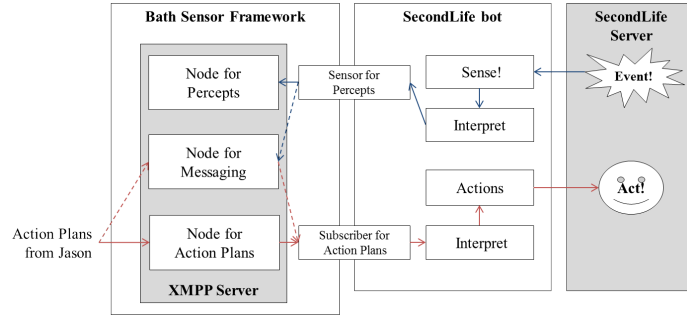 Bath Sensor Framework
SecondLife bot
SecondLife
Server
Node for
Percepts
Sensor for
Percepts
Sense!
Event!
Interpret
Node for
Messaging
Actions
Act!
Action Plans
from Jason
Node for
Action Plans
Subscriber for
Action Plans
Interpret
XMPP Server